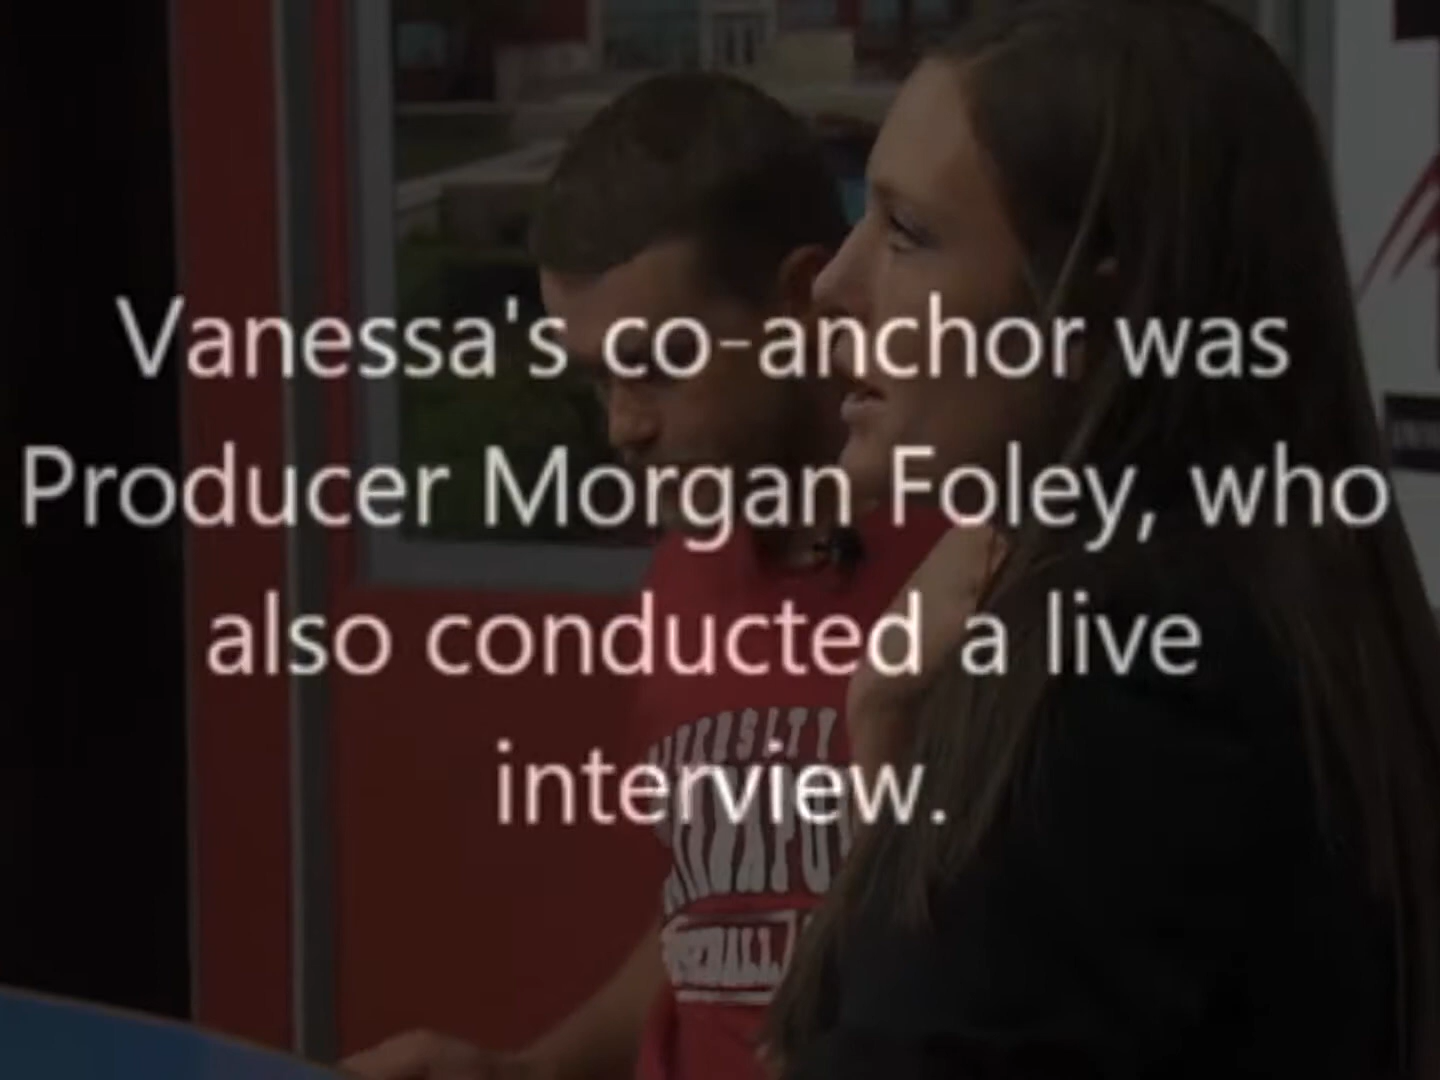 Vanessa's co-anchor was
Producer Morgan Foley, who
also conducted a live
interview.